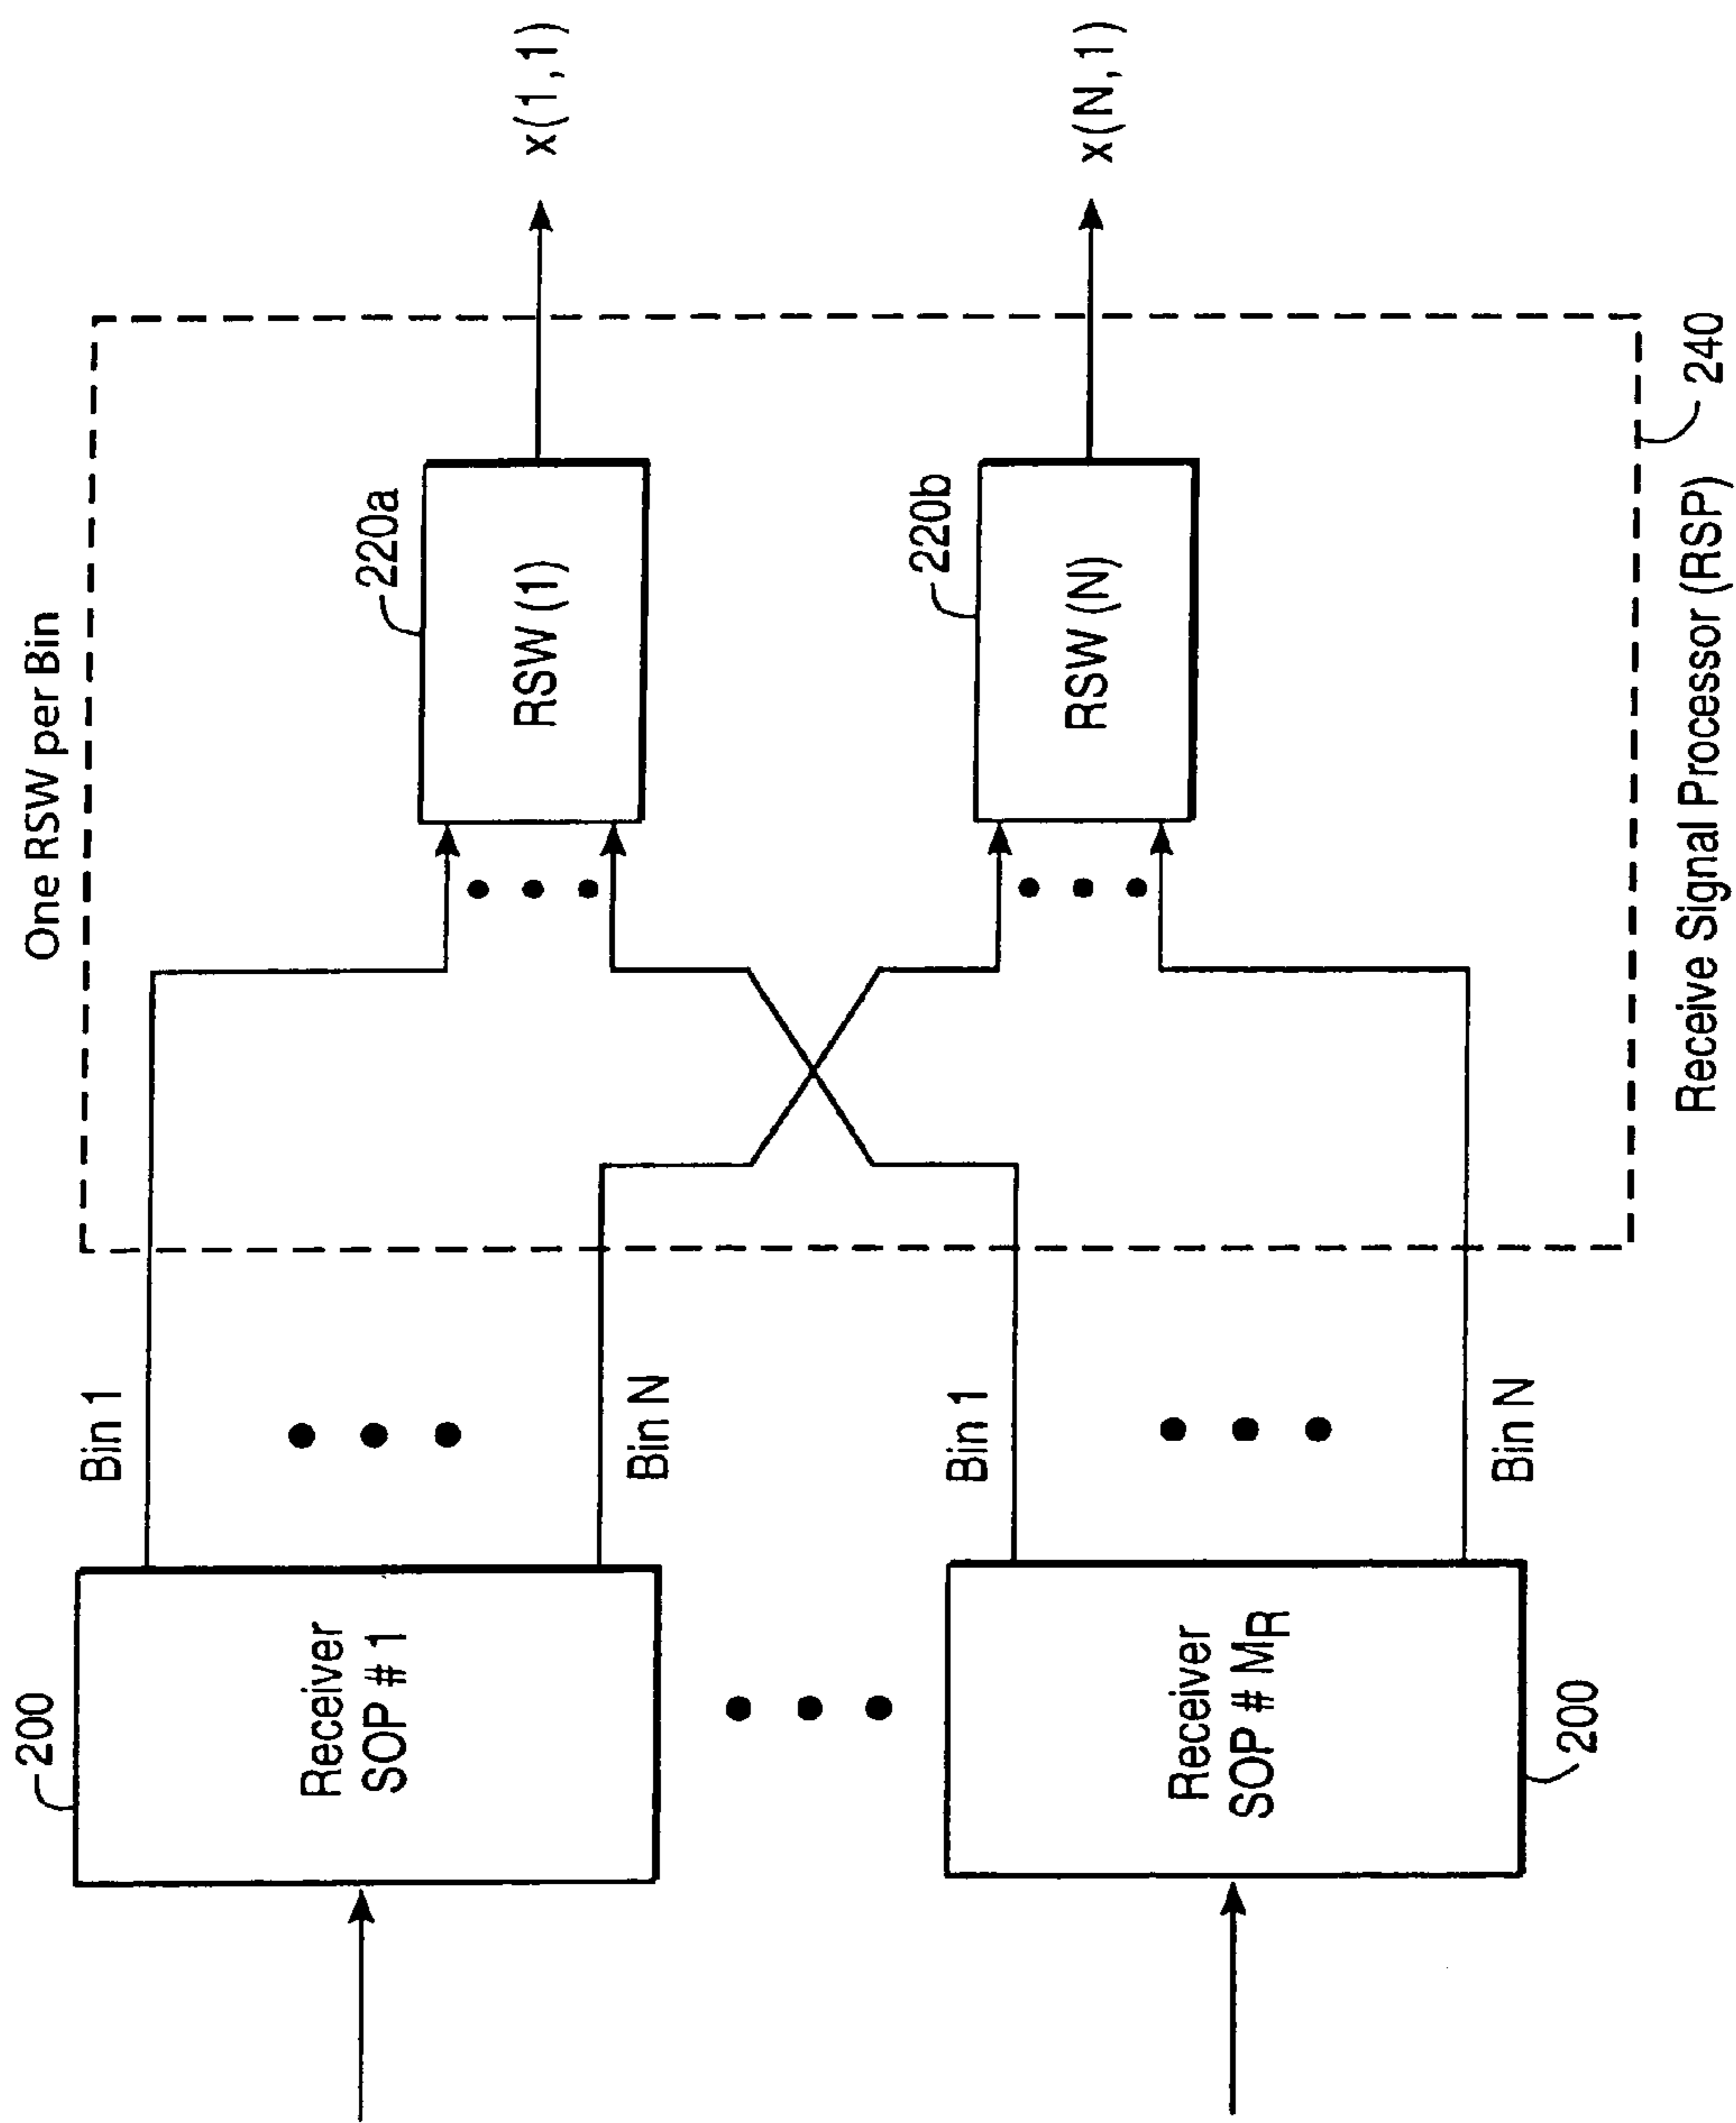 One RSW per Bin
200
Receiver
SOP # 1
Bin 1
Bin N
220a
RSW (1)
x(1,1)
220b
RSW (N)
x(N,1)
Receiver
SOP # MR
200
Bin 1
Bin N
240
Receive Signal Processor (RSP)